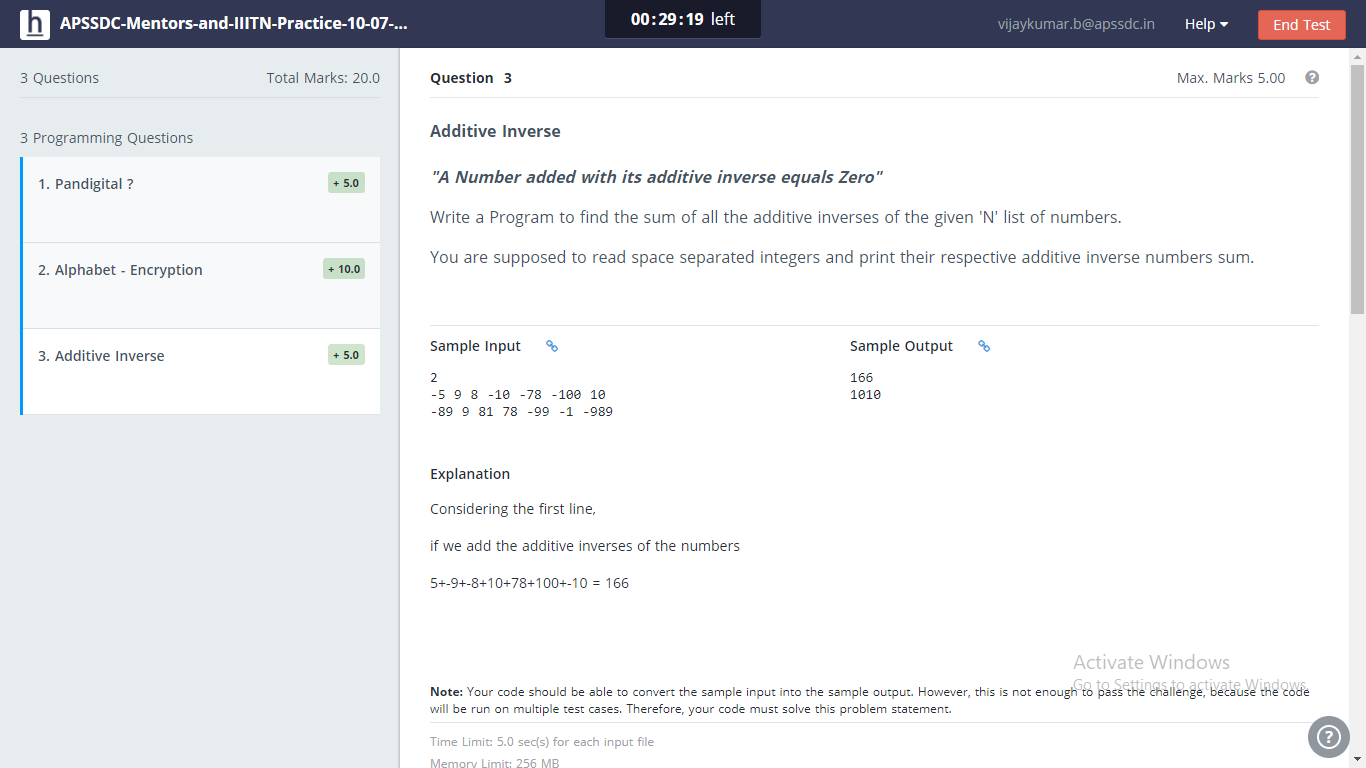 h APSSDC-Mentors-and-IIITN-Practice-10-07-...
00:29:19 left
vijaykumar.b@apssdc.in
Help
End Test
3 Questions
Total Marks: 20.0
3 Programming Questions
1. Pandigital ?
+ 5.0
2. Alphabet - Encryption
+ 10.0
3. Additive Inverse
+ 5.0
Question 3
Max. Marks 5.00
?
Additive Inverse
"A Number added with its additive inverse equals Zero"
Write a Program to find the sum of all the additive inverses of the given 'N' list of numbers.
You are supposed to read space separated integers and print their respective additive inverse numbers sum.
Sample Input
2
-5 9 8 -10 -78 -100 10
-89 9 81 78 -99 -1 -989
Sample Output
166
1010
Explanation
Considering the first line,
if we add the additive inverses of the numbers
5+-9+-8+10+78+100+-10 = 166
Activate Windows
Go to Settings to activate Windows.
Note: Your code should be able to convert the sample input into the sample output. However, this is not enough to pass the challenge, because the code
will be run on multiple test cases. Therefore, your code must solve this problem statement.
Time Limit: 5.0 sec(s) for each input file
Memory Limit: 256 MB
?